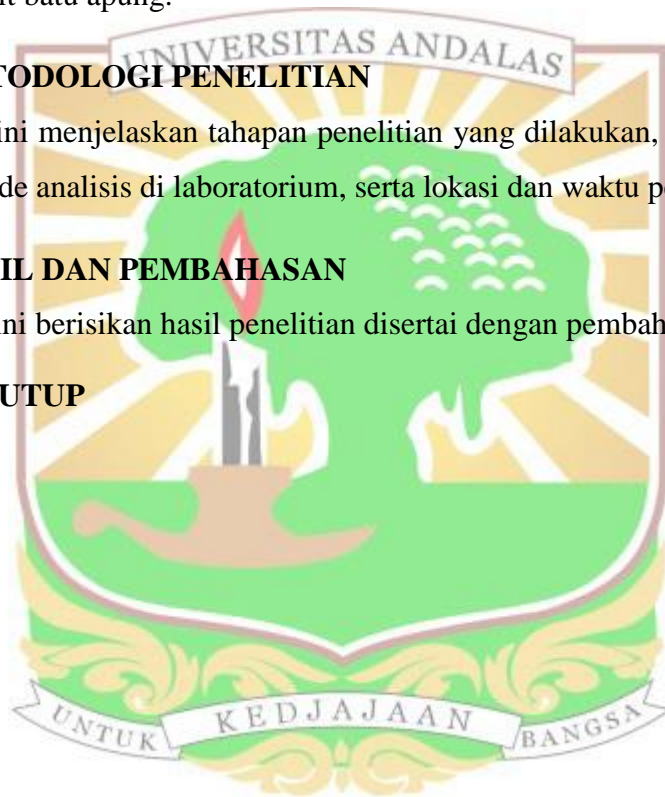 it batu apung.
UNIVERSITAS ANDALAS
TODOLOGI PENELITIAN
ini menjelaskan tahapan penelitian yang dilakukan,
de analisis di laboratorium, serta lokasi dan waktu pe
IL DAN PEMBAHASAN
ini berisikan hasil penelitian disertai dengan pembah
UTUP
UNTUK KEDJAJAAN BANGSA